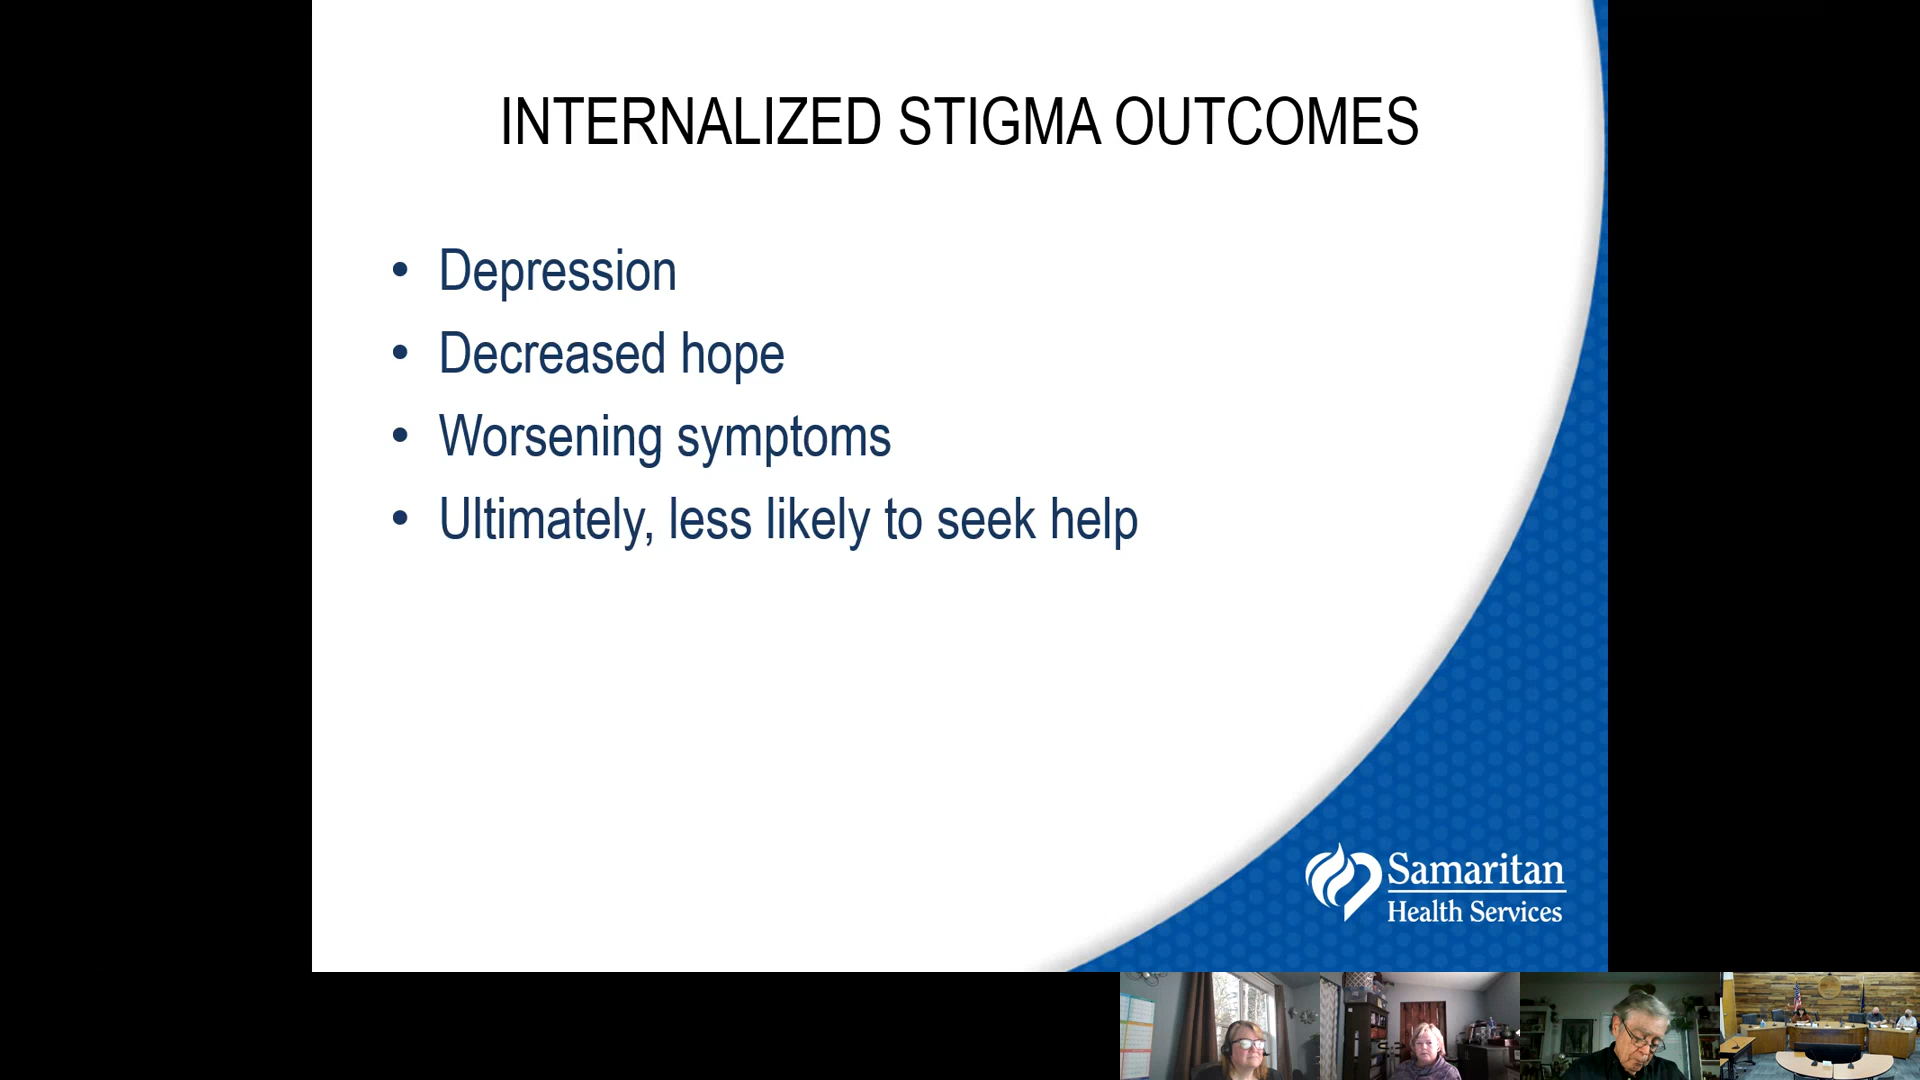 INTERNALIZED STIGMA OUTCOMES
• Depression
• Decreased hope
• Worsening symptoms
• Ultimately, less likely to seek help
Samaritan
Health Services